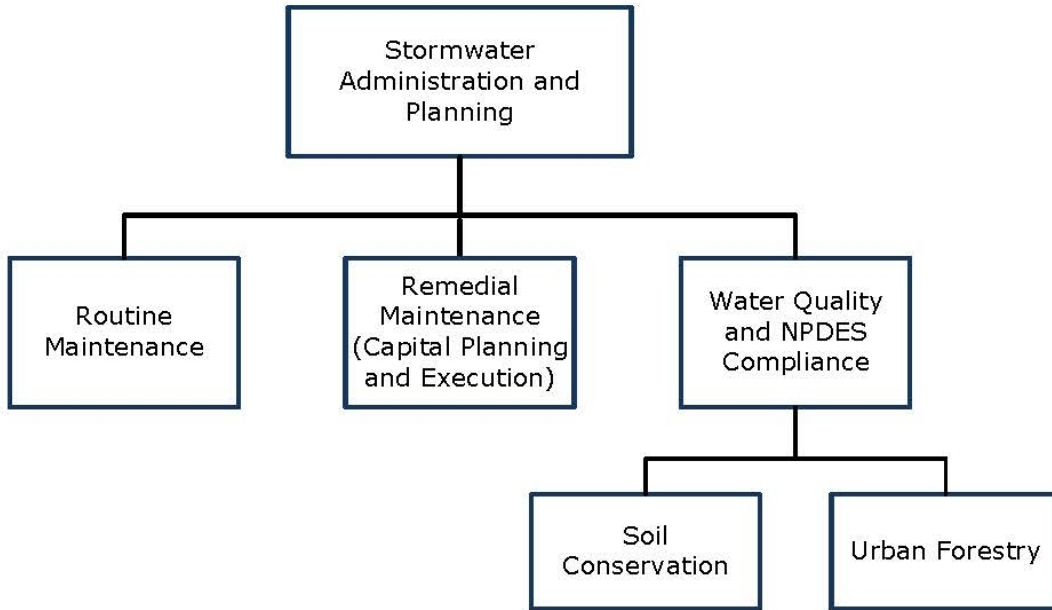 Stormwater
Administration and
Planning
Routine
Maintenance
Remedial
Maintenance
(Capital Planning
and Execution)
Water Quality
and NPDES
Compliance
Soil
Conservation
Urban Forestry